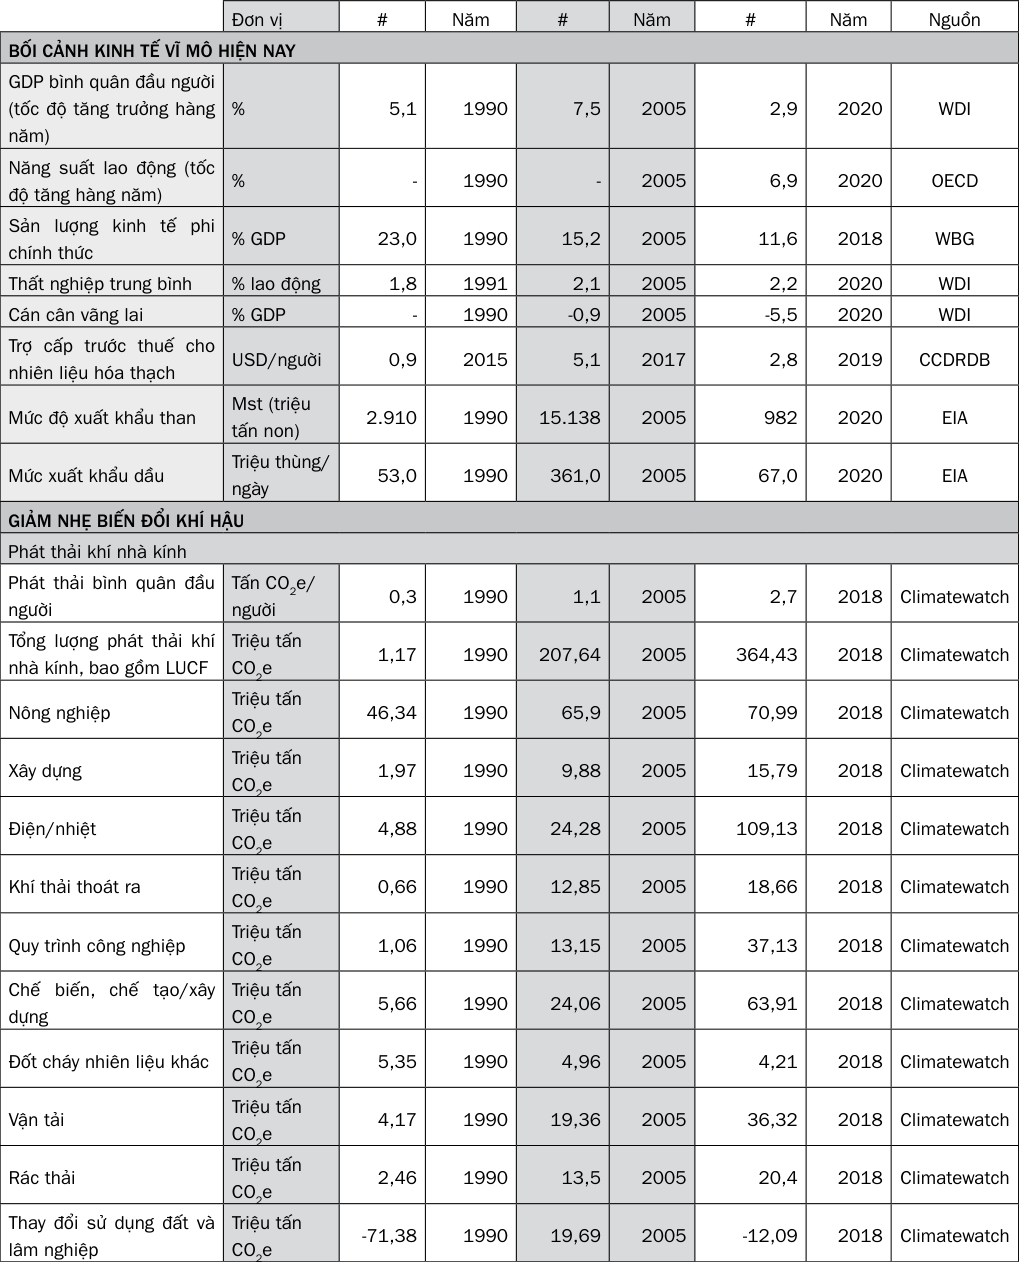 Đơn vị # Năm # Năm # Năm Nguồn
BỐI CẢNH KINH TẾ VĨ MÔ HIỆN NAY
GDP bình quân đầu người
(tốc độ tăng trưởng hàng
năm)
% 5,1 1990 7,5 2005 2,9 2020 WDI
Năng suất lao động (tốc
độ tăng hàng năm)
% - 1990 - 2005 6,9 2020 OECD
Sản lượng kinh tế phi
chính thức
% GDP 23,0 1990 15,2 2005 11,6 2018 WBG
Thất nghiệp trung bình % lao động 1,8 1991 2,1 2005 2,2 2020 WDI
Cán cân vãng lai % GDP - 1990 -0,9 2005 -5,5 2020 WDI
Trợ cấp trước thuế cho
nhiên liệu hóa thạch
USD/người 0,9 2015 5,1 2017 2,8 2019 CCDRDB
Mức độ xuất khẩu than
Mst (triệu
tấn non)
2.910 1990 15.138 2005 982 2020 EIA
Mức xuất khẩu dầu
Triệu thùng/
ngày
53,0 1990 361,0 2005 67,0 2020 EIA
GIẢM NHẸ BIẾN ĐỔI KHÍ HẬU
Phát thải khí nhà kính
Phát thải bình quân đầu
người
Tấn CO2e/
người
0,3 1990 1,1 2005 2,7 2018 Climatewatch
Tổng lượng phát thải khí
nhà kính, bao gồm LUCF
Triệu tấn
CO2e
1,17 1990 207,64 2005 364,43 2018 Climatewatch
Nông nghiệp
Triệu tấn
CO2e
46,34 1990 65,9 2005 70,99 2018 Climatewatch
Xây dựng
Triệu tấn
CO2e
1,97 1990 9,88 2005 15,79 2018 Climatewatch
Điện/nhiệt
Triệu tấn
CO2e
4,88 1990 24,28 2005 109,13 2018 Climatewatch
Khí thải thoát ra
Triệu tấn
CO2e
0,66 1990 12,85 2005 18,66 2018 Climatewatch
Quy trình công nghiệp
Triệu tấn
CO2e
1,06 1990 13,15 2005 37,13 2018 Climatewatch
Chế biến, chế tạo/xây
dựng
Triệu tấn
CO2e
5,66 1990 24,06 2005 63,91 2018 Climatewatch
Đốt cháy nhiên liệu khác
Triệu tấn
CO2e
5,35 1990 4,96 2005 4,21 2018 Climatewatch
Vận tải
Triệu tấn
CO2e
4,17 1990 19,36 2005 36,32 2018 Climatewatch
Rác thải
Triệu tấn
CO2e
2,46 1990 13,5 2005 20,4 2018 Climatewatch
Thay đổi sử dụng đất và
lâm nghiệp
Triệu tấn
CO2e
-71,38 1990 19,69 2005 -12,09 2018 Climatewatch